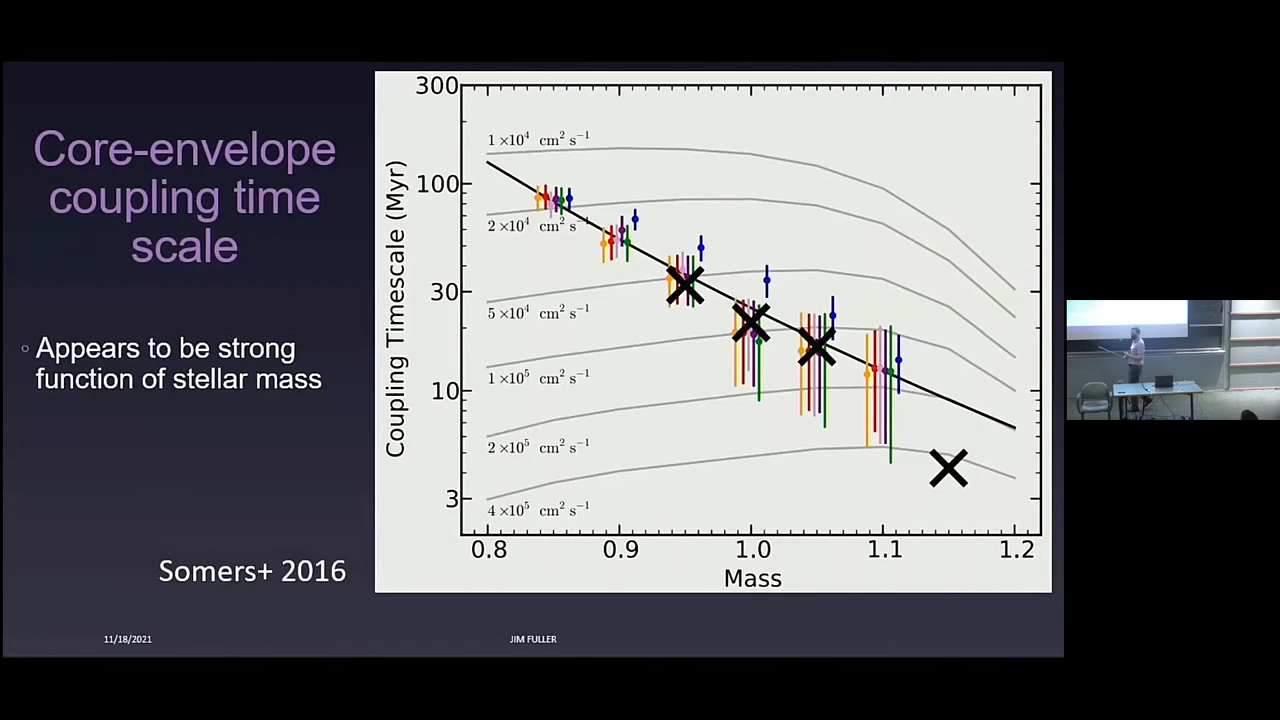 Core-envelope
coupling time
scale
◦ Appears to be strong
function of stellar mass
Somers+ 2016
11/18/2021
JIM FULLER
Coupling Timescale (Myr)
300
100
30
10
3
1×10⁴ cm² s⁻¹
2×10⁴ cm² s⁻¹
5×10⁴ cm² s⁻¹
1×10⁵ cm² s⁻¹
2×10⁵ cm² s⁻¹
4×10⁵ cm² s⁻¹
0.8 0.9 1.0 1.1 1.2
Mass